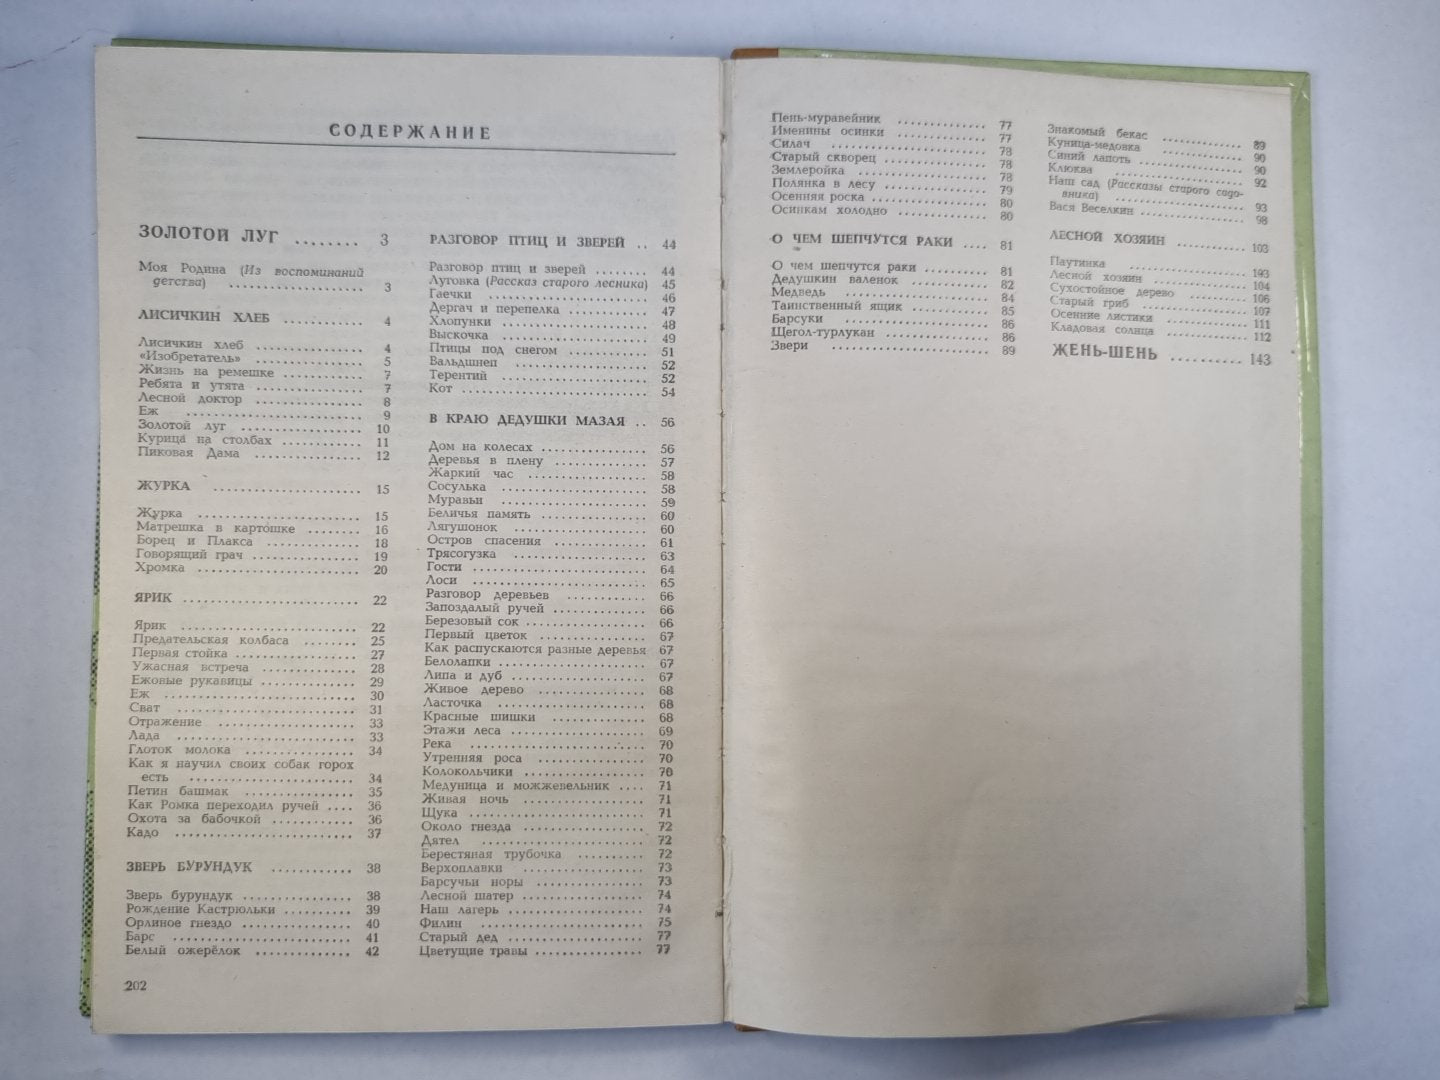 СОДЕРЖАНИЕ
ЗОЛОТОЙ ЛУГ ........ 3
Моя Родина (Из воспоминаний
детства) .................. 3
ЛИСИЧКИН ХЛЕБ ........... 4
Лисичкин хлеб .............. 4
«Изобретатель» .............. 5
Жизнь на ремешке ........... 7
Ребята и утята .............. 7
Лесной доктор .............. 8
Еж ........................ 9
Золотой луг ................ 10
Курица на столбах ........... 11
Пиковая Дама .............. 12
ЖУРКА ..................... 15
Журка ..................... 15
Матрешка в картошке ....... 16
Борец и Плакса ............ 18
Говорящий грач .............. 19
Хромка ..................... 20
ЯРИК ........................ 22
Ярик ........................ 22
Предательская колбаса ....... 25
Первая стойка ................ 27
Ужасная встреча ............ 28
Ежовые рукавицы ............ 29
Еж ........................ 30
Сват ........................ 31
Отражение .................. 33
Лада ........................ 33
Глоток молока .............. 34
Как я научил своих собак горох
есть ..................... 34
Петин башмак .............. 35
Как Ромка переходил ручей .... 36
Охота за бабочкой ........... 36
Кадо ........................ 37
ЗВЕРЬ БУРУНДУК ............ 38
Зверь бурундук .............. 38
Рождение Кастрюльки ......... 39
Орлиное гнездо .............. 40
Барс ........................ 41
Белый ожерёлок ............ 42
202
РАЗГОВОР ПТИЦ И ЗВЕРЕЙ .. 44
Разговор птиц и зверей ....... 44
Луговка (Рассказ старого лесника) 45
Гаечки .................... 46
Дергач и перепелка .......... 47
Хлопунки .................. 48
Выскочка .................. 49
Птицы под снегом .......... 51
Вальдшнеп ................. 52
Терентий .................. 52
Кот ........................ 54
В КРАЮ ДЕДУШКИ МАЗАЯ .. 56
Дом на колесах .............. 56
Деревья в плену ............ 57
Жаркий час ................ 58
Сосулька .................. 58
Муравьи .................. 59
Беличья память ............ 60
Лягушонок ................ 60
Остров спасения ............ 61
Трясогузка ................ 63
Гости ...................... 64
Лоси ...................... 65
Разговор деревьев .......... 66
Запоздалый ручей ............ 66
Березовый сок .............. 66
Первый цветок .............. 67
Как распускаются разные деревья 67
Белолапки .................. 67
Липа и дуб ................. 67
Живое дерево .............. 68
Ласточка .................. 68
Красные шишки ............ 68
Этажи леса ................ 69
Река ...................... 70
Утренняя роса .............. 70
Колокольчики .............. 70
Медуница и можжевельник .... 71
Живая ночь ................ 71
Щука ...................... 71
Около гнезда .............. 72
Дятел .................... 72
Берестяная трубочка ........ 72
Верхоплавки .............. 73
Барсучьи норы ............ 73
Лесной шатер .............. 74
Наш лагерь ................ 74
Филин .................... 75
Старый дед ................ 77
Цветущие травы .............. 77
Пень-муравейник ............ 77
Именины осинки ............ 77
Силач .................... 78
Старый скворец ............ 78
Землеройка ................ 78
Полянка в лесу .............. 79
Осенняя роска .............. 80
Осинкам холодно ............ 80
О ЧЕМ ШЕПЧУТСЯ РАКИ .... 81
О чем шепчутся раки .......... 81
Дедушкин валенок ............ 82
Медведь .................. 84
Таинственный ящик .......... 85
Барсуки .................. 86
Щегол-турлукан ............ 86
Звери .................... 89
Знакомый бекас ............ 89
Куница-медовка ............ 90
Синий лапоть .............. 90
Клюква .................. 92
Наш сад (Рассказы старого садо-
вника) .................. 93
Вася Веселкин .............. 98
ЛЕСНОЙ ХОЗЯИН .......... 103
Паутинка ................ 103
Лесной хозяин .............. 104
Сухостойное дерево .......... 106
Старый гриб .............. 107
Осенние листики ............ 111
Кладовая солнца ............ 112
ЖЕНЬ-ШЕНЬ .......... 143